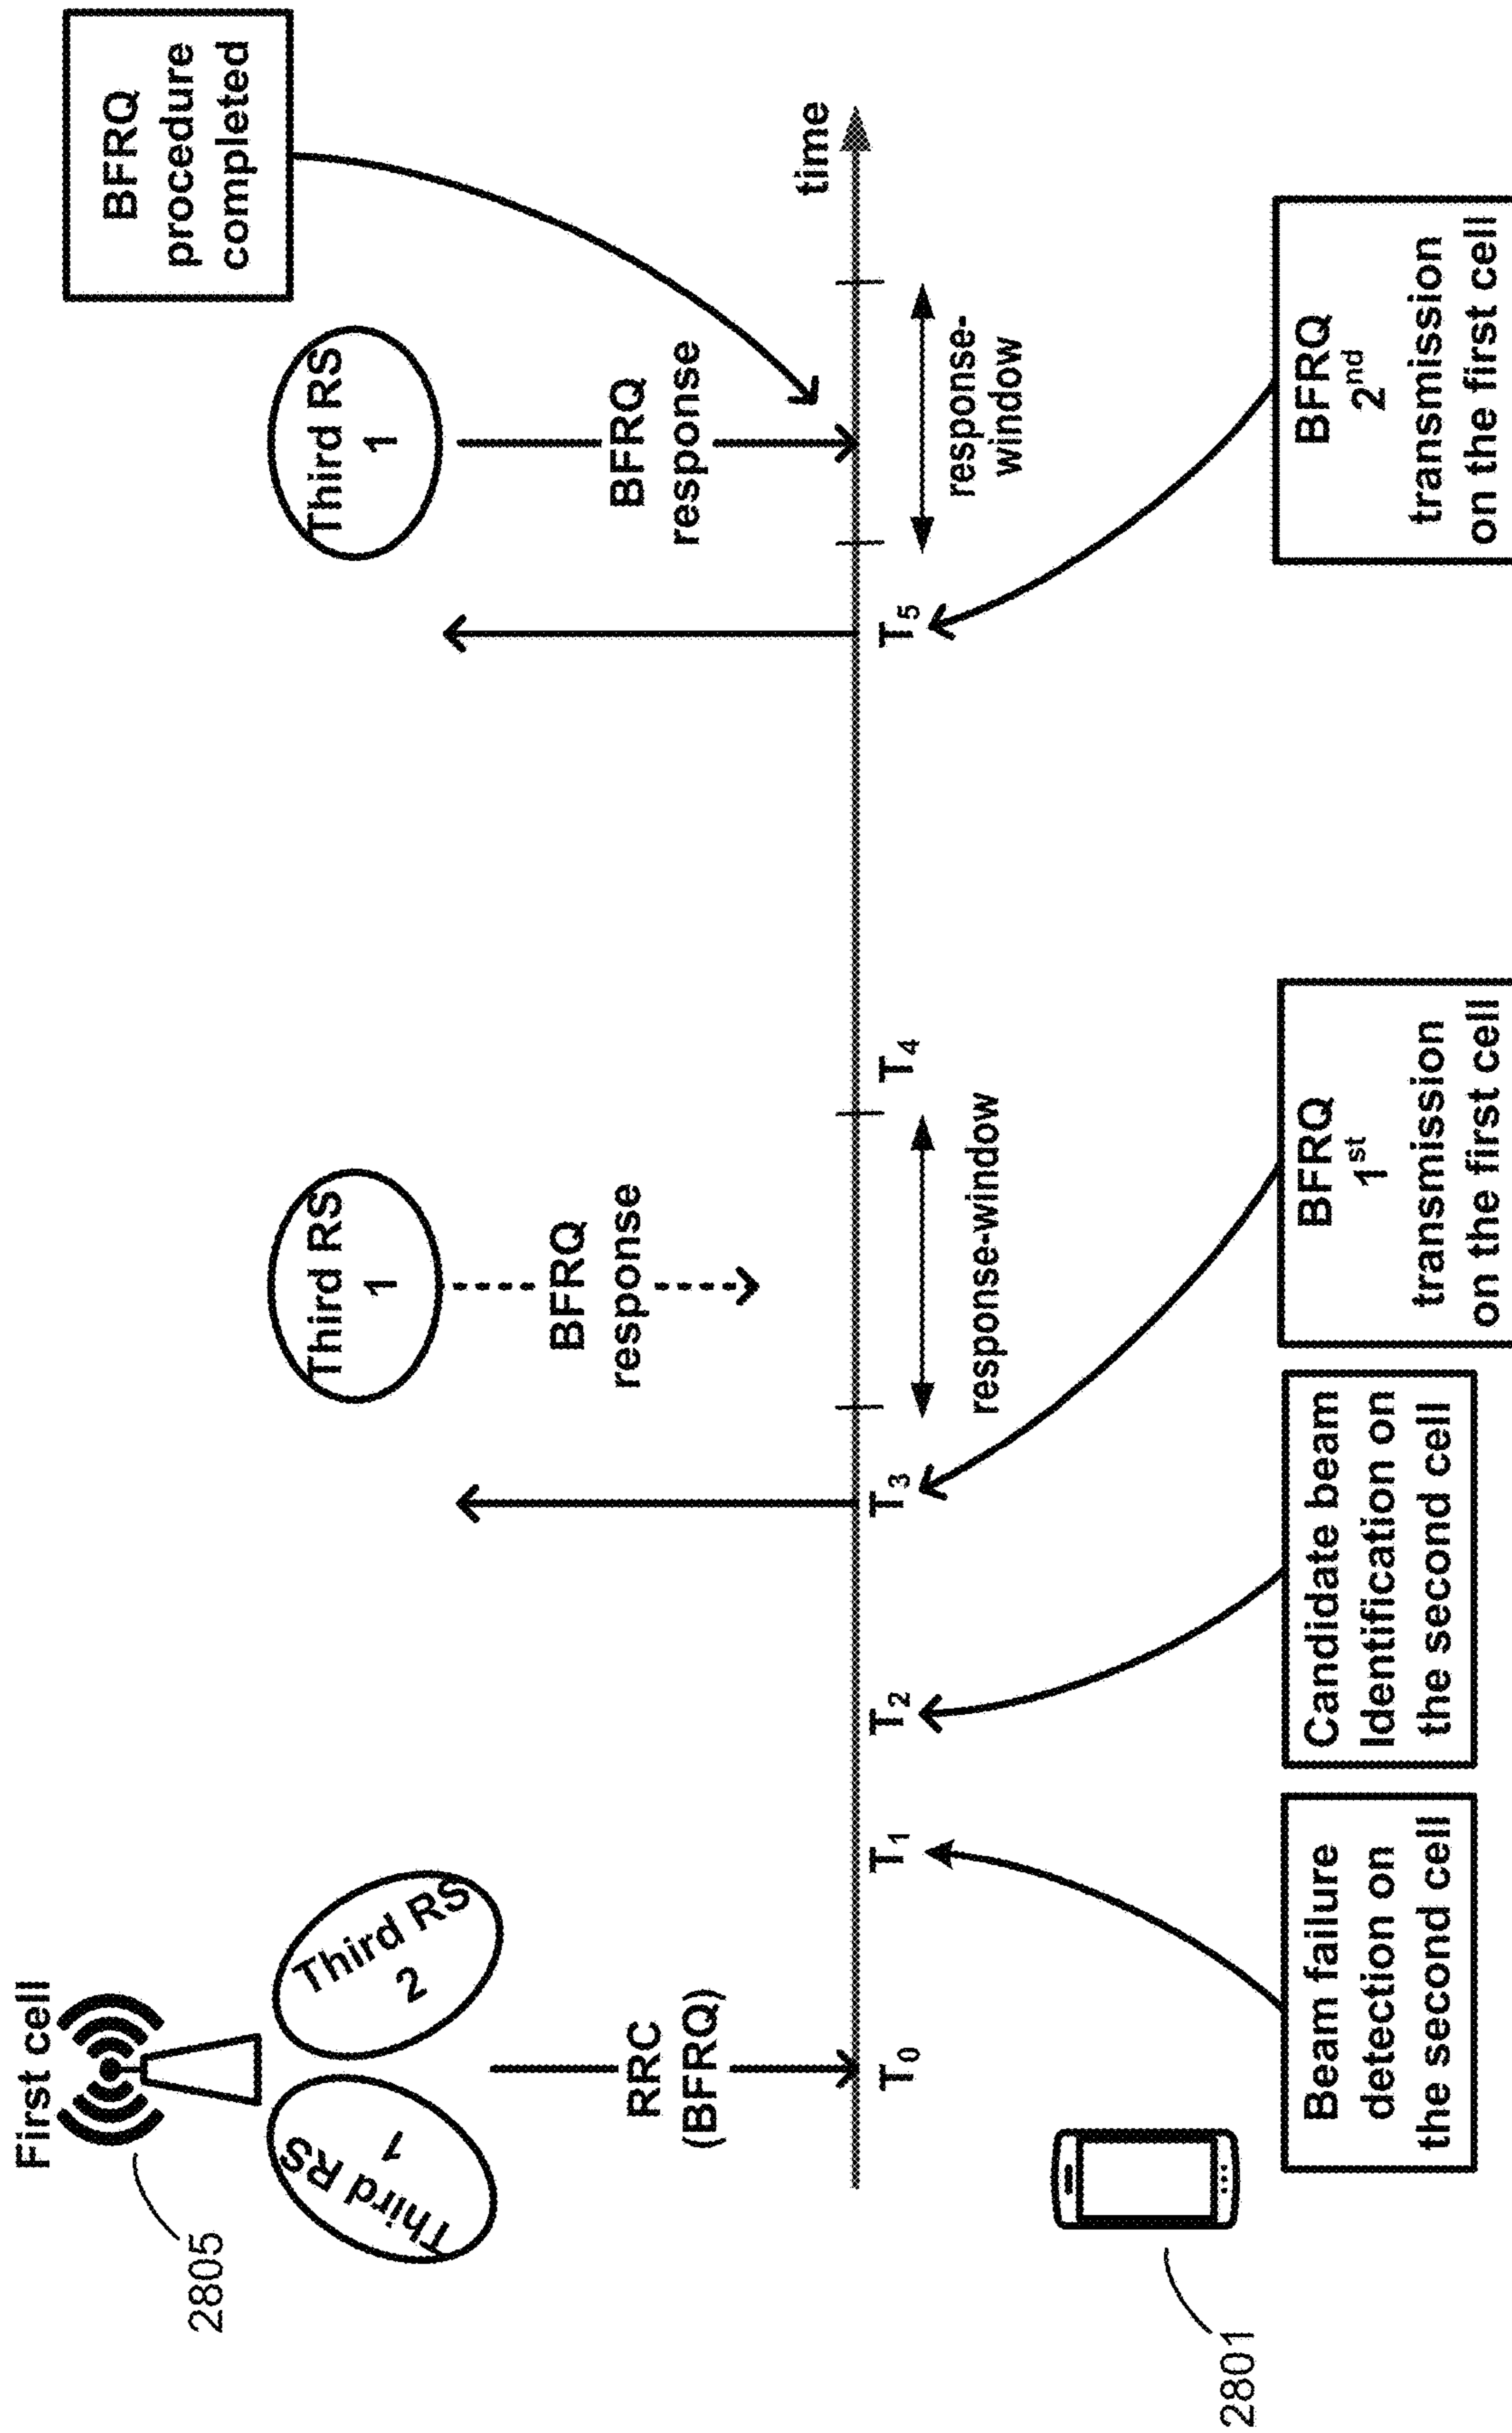 First cell
2805
Third RS
1
Third RS
2
RRC
(BFRQ)
Third RS
1
BFRQ
response
Third RS
1
BFRQ
response
BFRQ
procedure
completed
time
T0
T1
T2
T3
T4
T5
response-window
response-
window
2801
Beam failure
detection on
the second cell
Candidate beam
Identification on
the second cell
BFRQ
1st
transmission
on the first cell
BFRQ
2nd
transmission
on the first cell